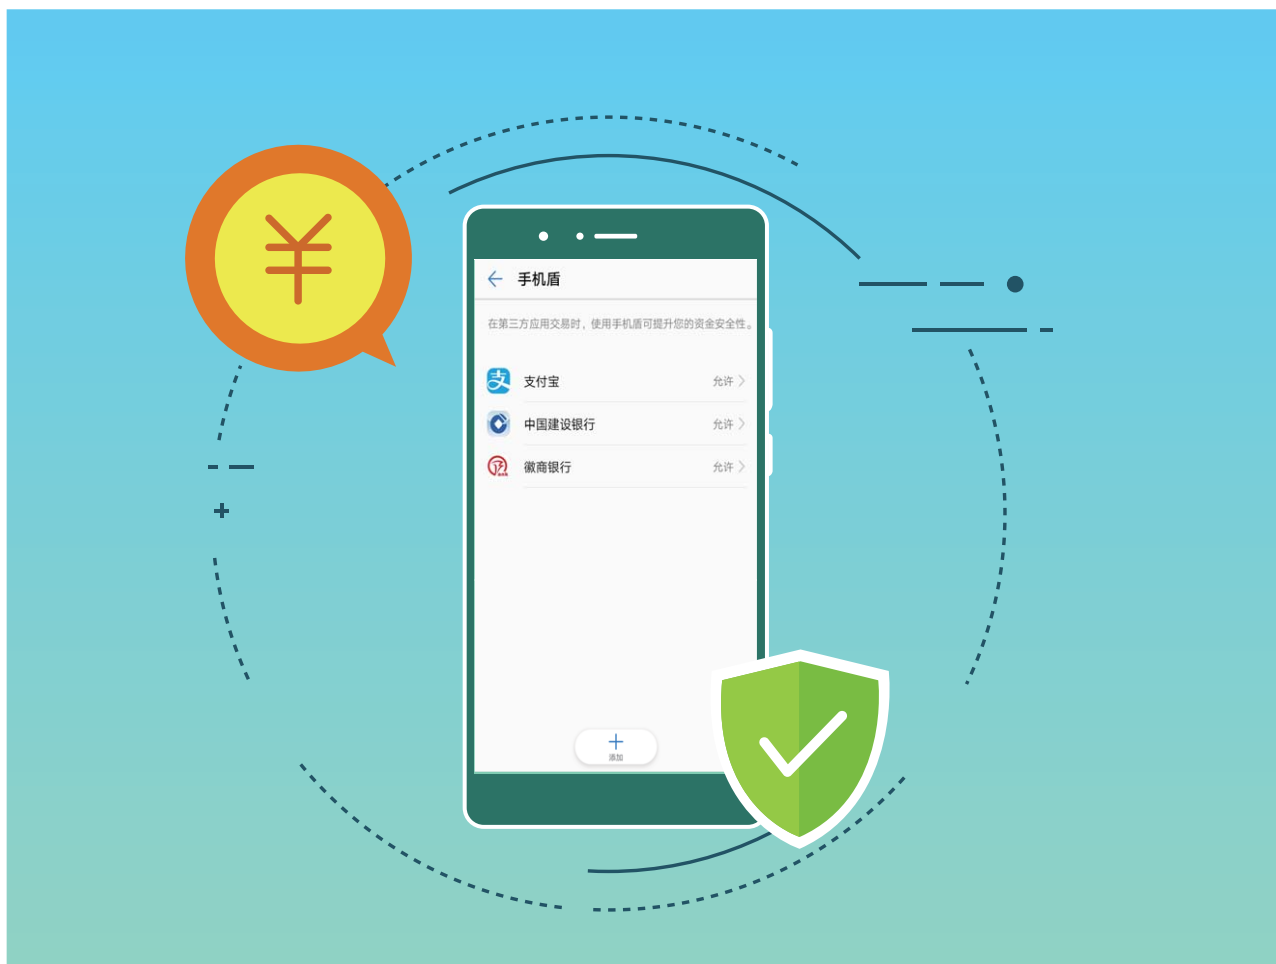 ¥
手机盾
在第三方应用交易时，使用手机盾可提升您的资金安全性。
支付宝 允许
中国建设银行 允许
徽商银行 允许
添加